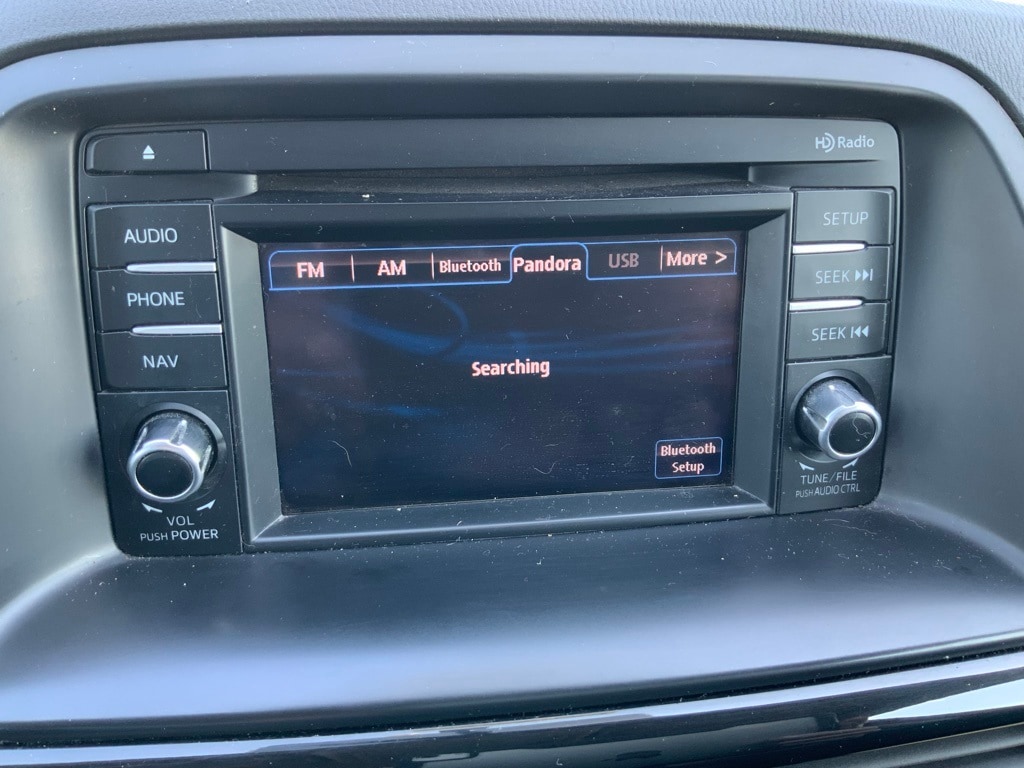 HD Radio
AUDIO
PHONE
NAV
VOL
PUSH POWER
FM AM Bluetooth Pandora USB More >
Searching
Bluetooth
Setup
SETUP
SEEK
SEEK
TUNE/FILE
PUSH AUDIO CTRL